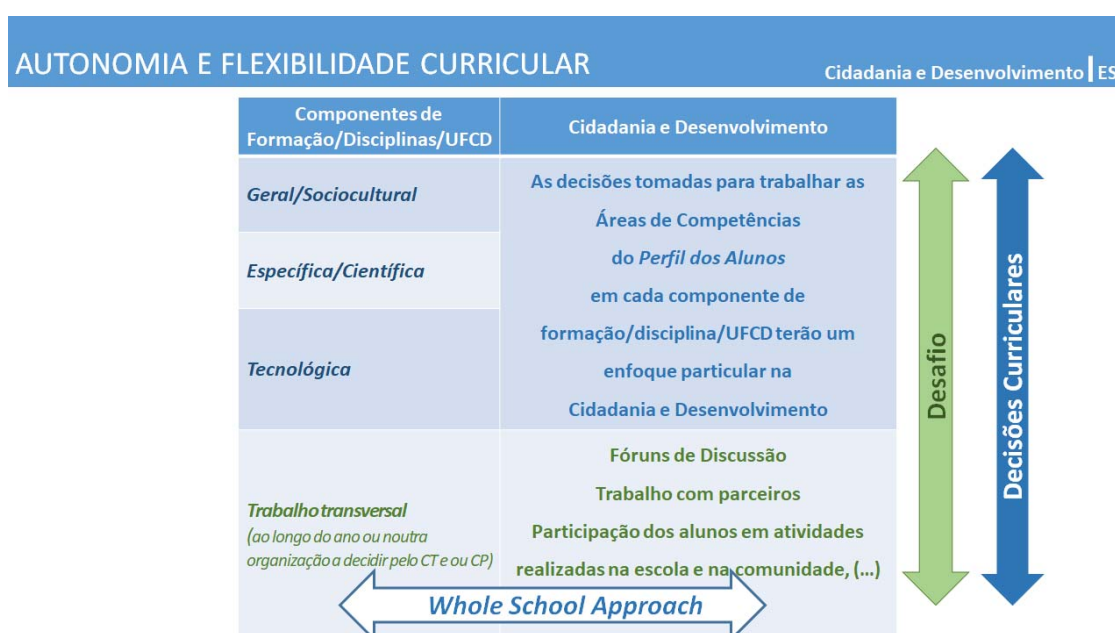 AUTONOMIA E FLEXIBILIDADE CURRICULAR
Cidadania e Desenvolvimento | ES
Componentes de
Formação/Disciplinas/UFCD
Cidadania e Desenvolvimento
Geral/Sociocultural
Específica/Científica
Tecnológica
As decisões tomadas para trabalhar as
Áreas de Competências
do Perfil dos Alunos
em cada componente de
formação/disciplina/UFCD terão um
enfoque particular na
Cidadania e Desenvolvimento
Trabalho transversal
(ao longo do ano ou noutra
organização a decidir pelo CT e ou CP)
Fóruns de Discussão
Trabalho com parceiros
Participação dos alunos em atividades
realizadas na escola e na comunidade, (...)
Whole School Approach
Desafio
Decisões Curriculares